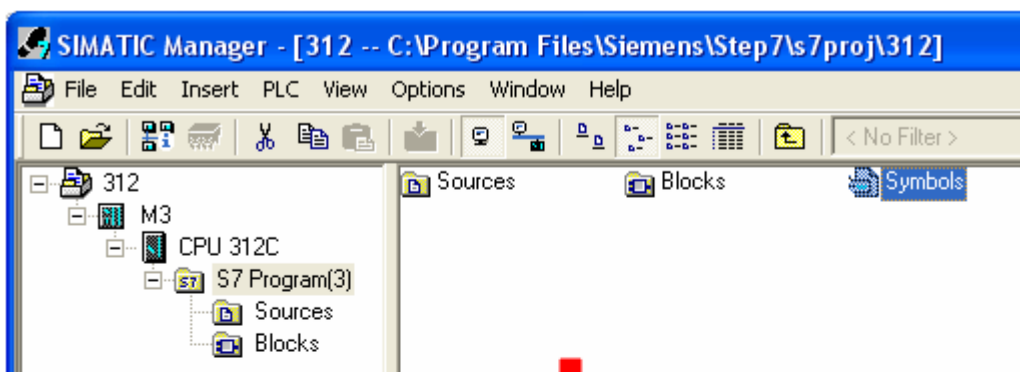 SIMATIC Manager - [312 -- C:\Program Files\Siemens\Step7\s7proj\312]
File Edit Insert PLC View Options Window Help
< No Filter >
312
M3
CPU 312C
S7 Program(3)
Sources
Blocks
Sources Blocks Symbols